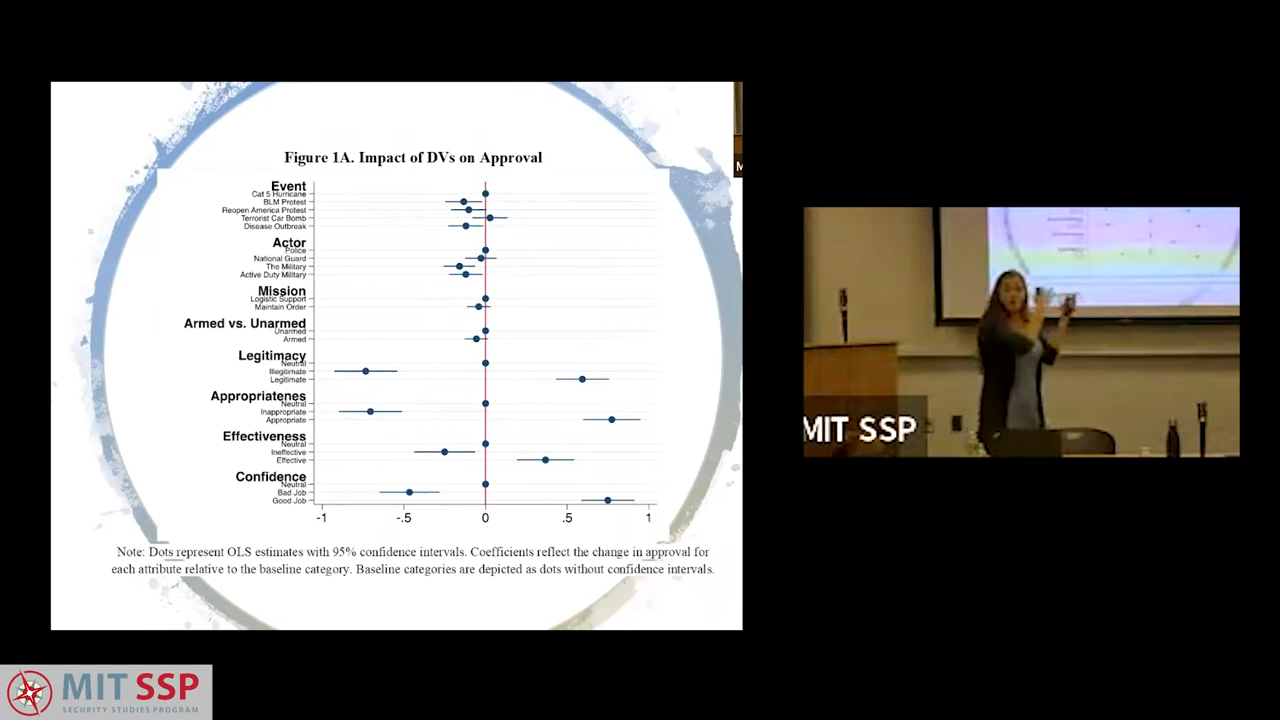 Figure 1A. Impact of DVs on Approval
Event
Cat 5 Hurricane
BLM Protest
Reopen America Protest
Terrorist Car Bomb
Disease Outbreak
Actor
Police
National Guard
The Military
Active Duty Military
Mission
Logistic Support
Maintain Order
Armed vs. Unarmed
Unarmed
Armed
Legitimacy
Neutral
Illegitimate
Legitimate
Appropriatenes
Neutral
Inappropriate
Appropriate
Effectiveness
Neutral
Ineffective
Effective
Confidence
Neutral
Bad Job
Good Job
-1 -.5 0 .5 1
Note: Dots represent OLS estimates with 95% confidence intervals. Coefficients reflect the change in approval for
each attribute relative to the baseline category. Baseline categories are depicted as dots without confidence intervals.
M
MIT SSP
MIT SSP
SECURITY STUDIES PROGRAM